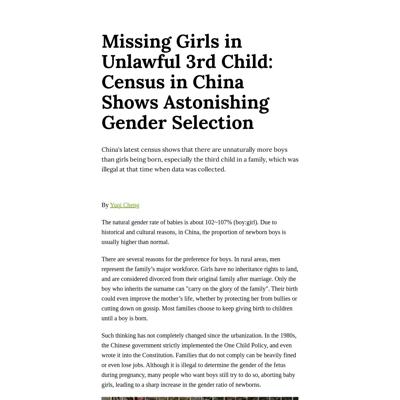 Missing Girls in
Unlawful 3rd Child:
Census in China
Shows Astonishing
Gender Selection
China's latest census shows that there are unnaturally more boys
than girls being born, especially the third child in a family, which was
illegal at that time when data was collected.
By Yuqi Cheng
The natural gender rate of babies is about 102~107% (boy:girl). Due to
historical and cultural reasons, in China, the proportion of newborn boys is
usually higher than normal.
There are several reasons for the preference for boys. In rural areas, men
represent the family's major workforce. Girls have no inheritance rights to land,
and are considered divorced from their original family after marriage. Only the
boy who inherits the surname can "carry on the glory of the family". Their birth
could even improve the mother's life, whether by protecting her from bullies or
cutting down on gossip. Most families choose to keep giving birth to children
until a boy is born.
Such thinking has not completely changed since the urbanization. In the 1980s,
the Chinese government strictly implemented the One Child Policy, and even
wrote it into the Constitution. Families that do not comply can be heavily fined
or even lose jobs. Although it is illegal to determine the gender of the fetus
during pregnancy, many people who want boys still try to do so, aborting baby
girls, leading to a sharp increase in the gender ratio of newborns.